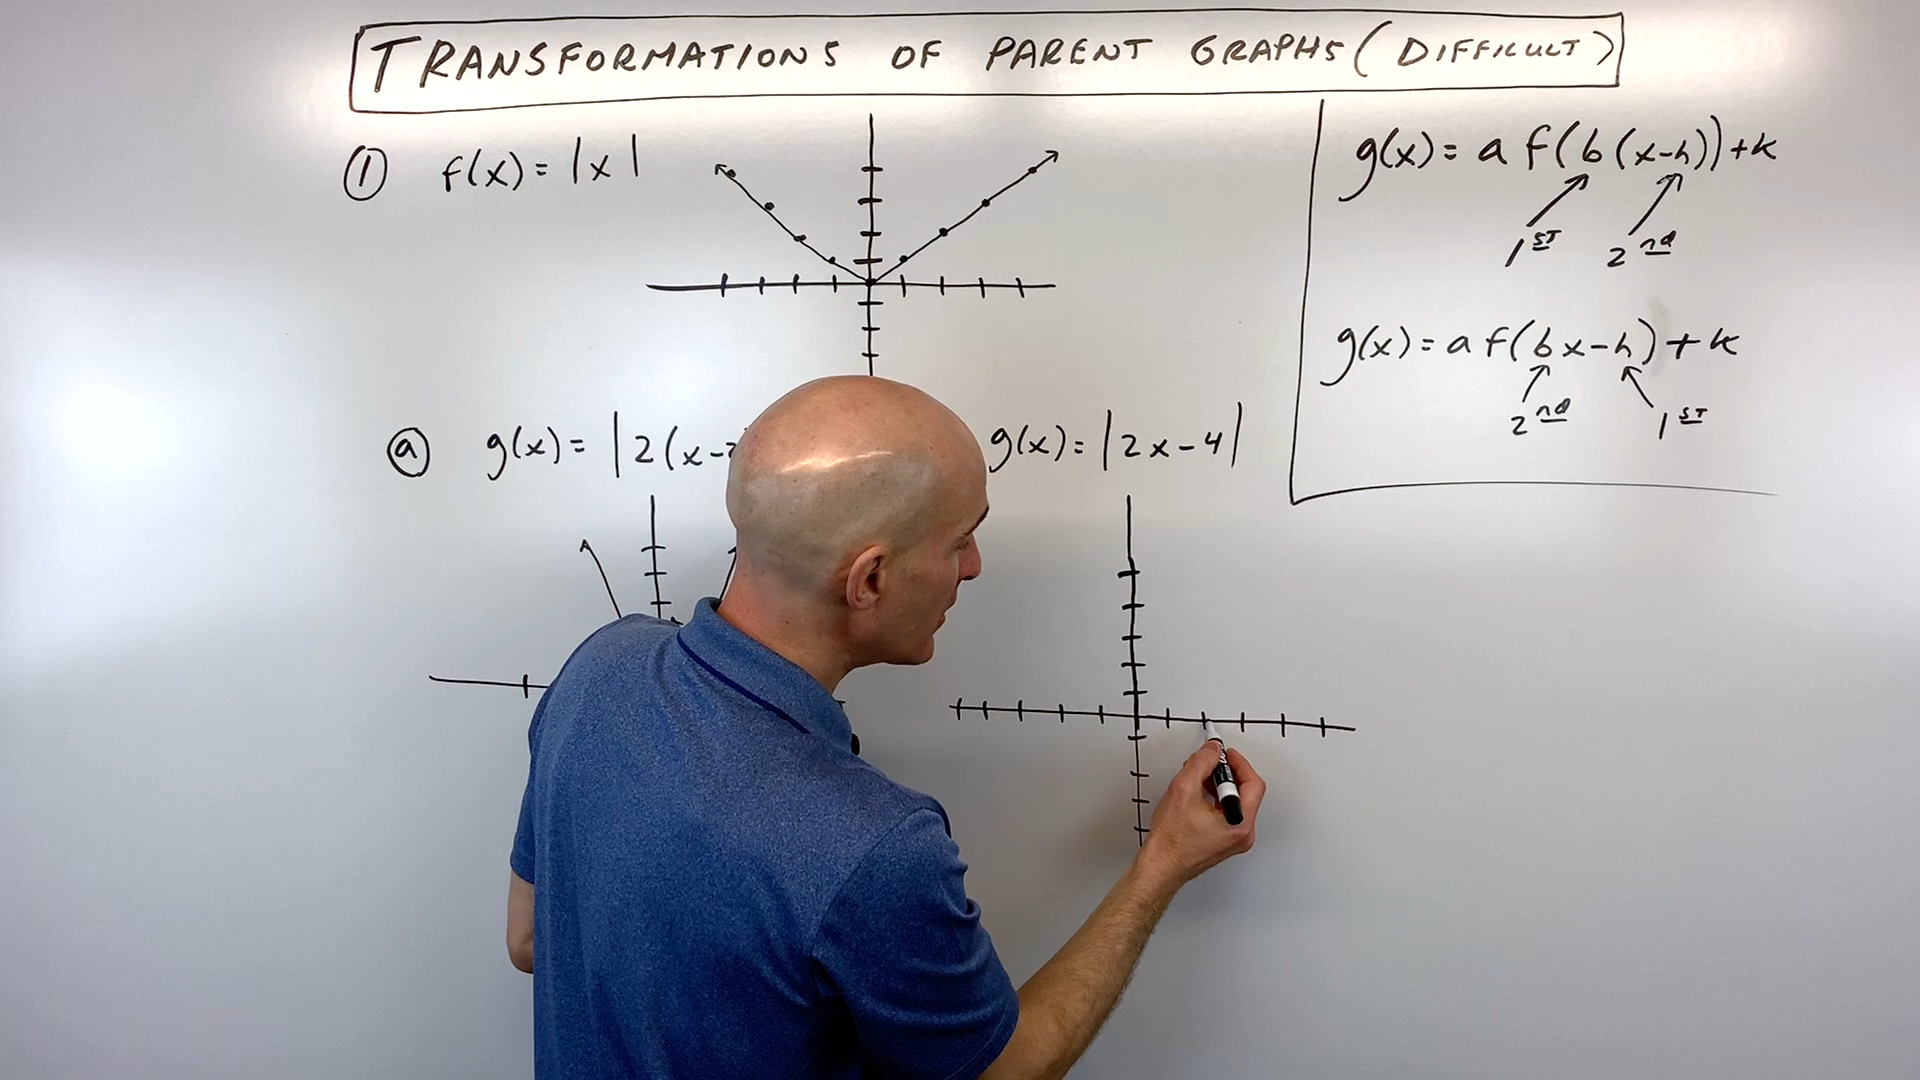 TRANSFORMATIONS OF PARENT GRAPHS (DIFFICULT)
① f(x) = |x|
g(x) = a f(b(x-h)) + k
1ST 2nd
g(x) = a f(bx-h) + k
2nd 1ST
ⓐ g(x) = |2(x-
g(x) = |2x-4|